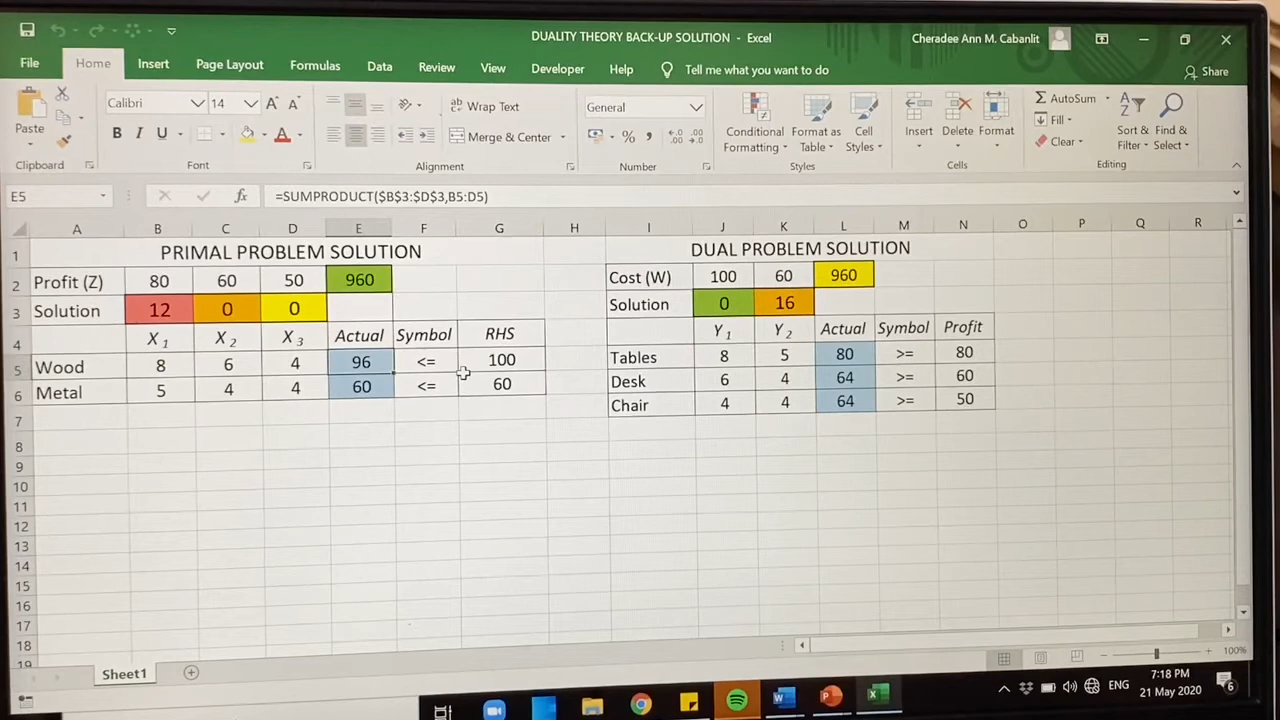 DUALITY THEORY BACK-UP SOLUTION - Excel
Cheradee Ann M. Cabanlit
File Home Insert Page Layout Formulas Data Review View Developer Help Tell me what you want to do
Share
Paste
Calibri 14 A A
B I U A
Wrap Text
Merge & Center
General
% ,
Conditional Formatting
Format as Table
Cell Styles
Insert Delete Format
AutoSum
Fill
Clear
Sort & Filter
Find & Select
Clipboard Font Alignment Number Styles Cells Editing
E5 fx =SUMPRODUCT($B$3:$D$3,B5:D5)
A B C D E F G H I J K L M N O P Q R
1 PRIMAL PROBLEM SOLUTION DUAL PROBLEM SOLUTION
2 Profit (Z) 80 60 50 960 Cost (W) 100 60 960
3 Solution 12 0 0 Solution 0 16
4 X1 X2 X3 Actual Symbol RHS Y1 Y2 Actual Symbol Profit
5 Wood 8 6 4 96 <= 100 Tables 8 5 80 >= 80
6 Metal 5 4 4 60 <= 60 Desk 6 4 64 >= 60
7 Chair 4 4 64 >= 50
8
9
10
11
12
13
14
15
16
17
18
19
Sheet1
100%
ENG
7:18 PM
21 May 2020
6